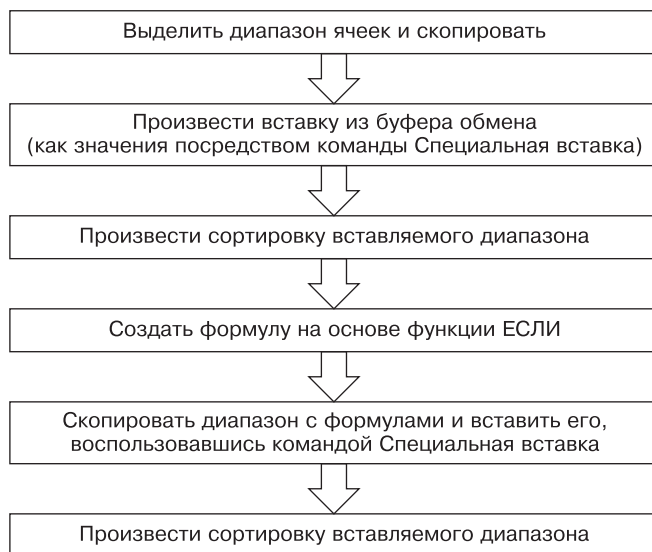 Выделить диапазон ячеек и скопировать
Произвести вставку из буфера обмена
(как значения посредством команды Специальная вставка)
Произвести сортировку вставляемого диапазона
Создать формулу на основе функции ЕСЛИ
Скопировать диапазон с формулами и вставить его,
воспользовавшись командой Специальная вставка
Произвести сортировку вставляемого диапазона